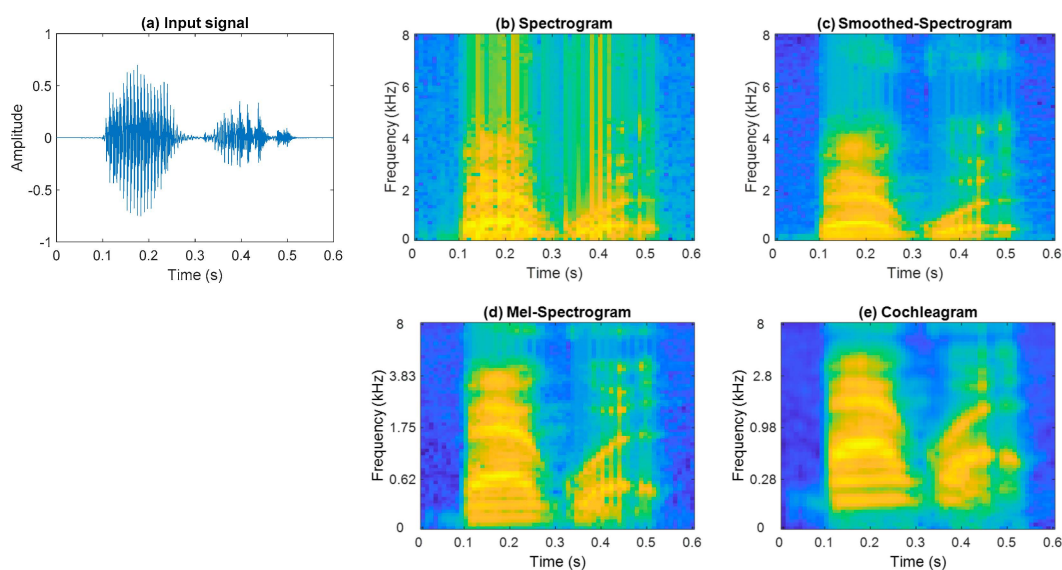 (a) Input signal
1
0.5
0
-0.5
-1
Amplitude
0 0.1 0.2 0.3 0.4 0.5 0.6
Time (s)
(b) Spectrogram
8
6
4
2
0
Frequency (kHz)
0 0.1 0.2 0.3 0.4 0.5 0.6
Time (s)
(c) Smoothed-Spectrogram
8
6
4
2
0
Frequency (kHz)
0 0.1 0.2 0.3 0.4 0.5 0.6
Time (s)
(d) Mel-Spectrogram
8
3.83
1.75
0.62
0
Frequency (kHz)
0 0.1 0.2 0.3 0.4 0.5 0.6
Time (s)
(e) Cochleagram
8
2.8
0.98
0.28
0
Frequency (kHz)
0 0.1 0.2 0.3 0.4 0.5 0.6
Time (s)